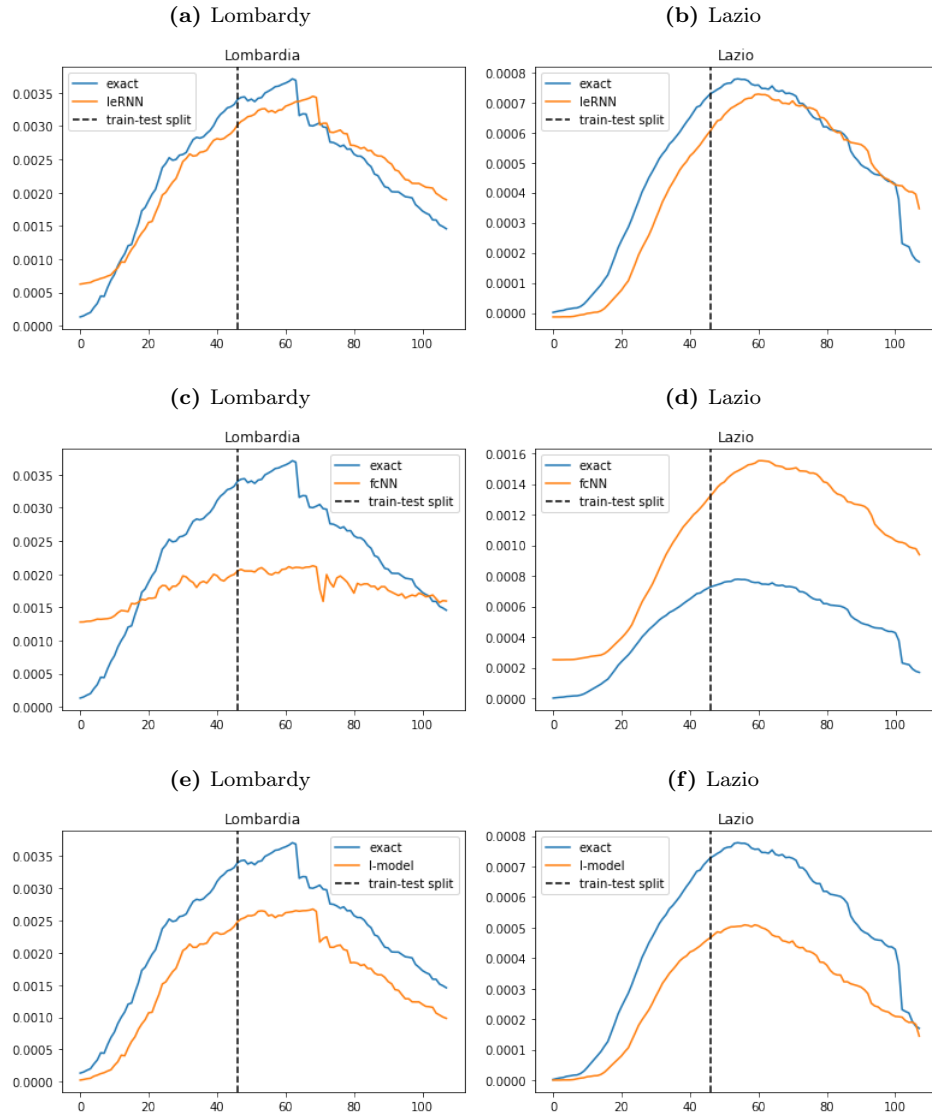 (a) Lombardy
(b) Lazio
Lombardia
exact
leRNN
train-test split
0.0035
0.0030
0.0025
0.0020
0.0015
0.0010
0.0005
0.0000
0 20 40 60 80 100
Lazio
exact
leRNN
train-test split
0.0008
0.0007
0.0006
0.0005
0.0004
0.0003
0.0002
0.0001
0.0000
0 20 40 60 80 100
(c) Lombardy
(d) Lazio
Lombardia
exact
fcNN
train-test split
0.0035
0.0030
0.0025
0.0020
0.0015
0.0010
0.0005
0.0000
0 20 40 60 80 100
Lazio
exact
fcNN
train-test split
0.0016
0.0014
0.0012
0.0010
0.0008
0.0006
0.0004
0.0002
0.0000
0 20 40 60 80 100
(e) Lombardy
(f) Lazio
Lombardia
exact
l-model
train-test split
0.0035
0.0030
0.0025
0.0020
0.0015
0.0010
0.0005
0.0000
0 20 40 60 80 100
Lazio
exact
l-model
train-test split
0.0008
0.0007
0.0006
0.0005
0.0004
0.0003
0.0002
0.0001
0.0000
0 20 40 60 80 100